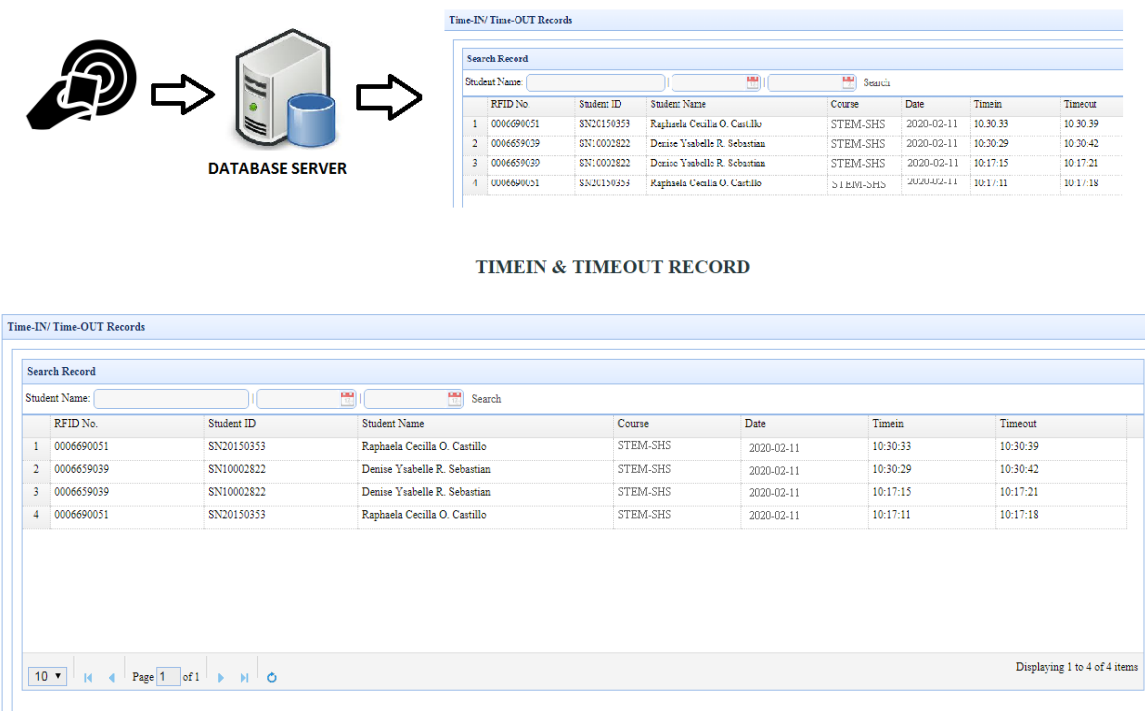 Time-IN/ Time-OUT Records
Search Record
Student Name: | | Search
RFID No. Student ID Student Name Course Date Timein Timeout
1 0006690051 SN20150353 Raphaela Cecilla O. Castillo STEM-SHS 2020-02-11 10:30:33 10:30:39
2 0006659039 SN10002822 Denise Ysabelle R. Sebastian STEM-SHS 2020-02-11 10:30:29 10:30:42
3 0006659039 SN10002822 Denise Ysabelle R. Sebastian STEM-SHS 2020-02-11 10:17:15 10:17:21
4 0006690051 SN20150353 Raphaela Cecilla O. Castillo STEM-SHS 2020-02-11 10:17:11 10:17:18
DATABASE SERVER
TIMEIN & TIMEOUT RECORD
Time-IN/ Time-OUT Records
Search Record
Student Name: | | Search
RFID No. Student ID Student Name Course Date Timein Timeout
1 0006690051 SN20150353 Raphaela Cecilla O. Castillo STEM-SHS 2020-02-11 10:30:33 10:30:39
2 0006659039 SN10002822 Denise Ysabelle R. Sebastian STEM-SHS 2020-02-11 10:30:29 10:30:42
3 0006659039 SN10002822 Denise Ysabelle R. Sebastian STEM-SHS 2020-02-11 10:17:15 10:17:21
4 0006690051 SN20150353 Raphaela Cecilla O. Castillo STEM-SHS 2020-02-11 10:17:11 10:17:18
10 Page 1 of 1 Displaying 1 to 4 of 4 items